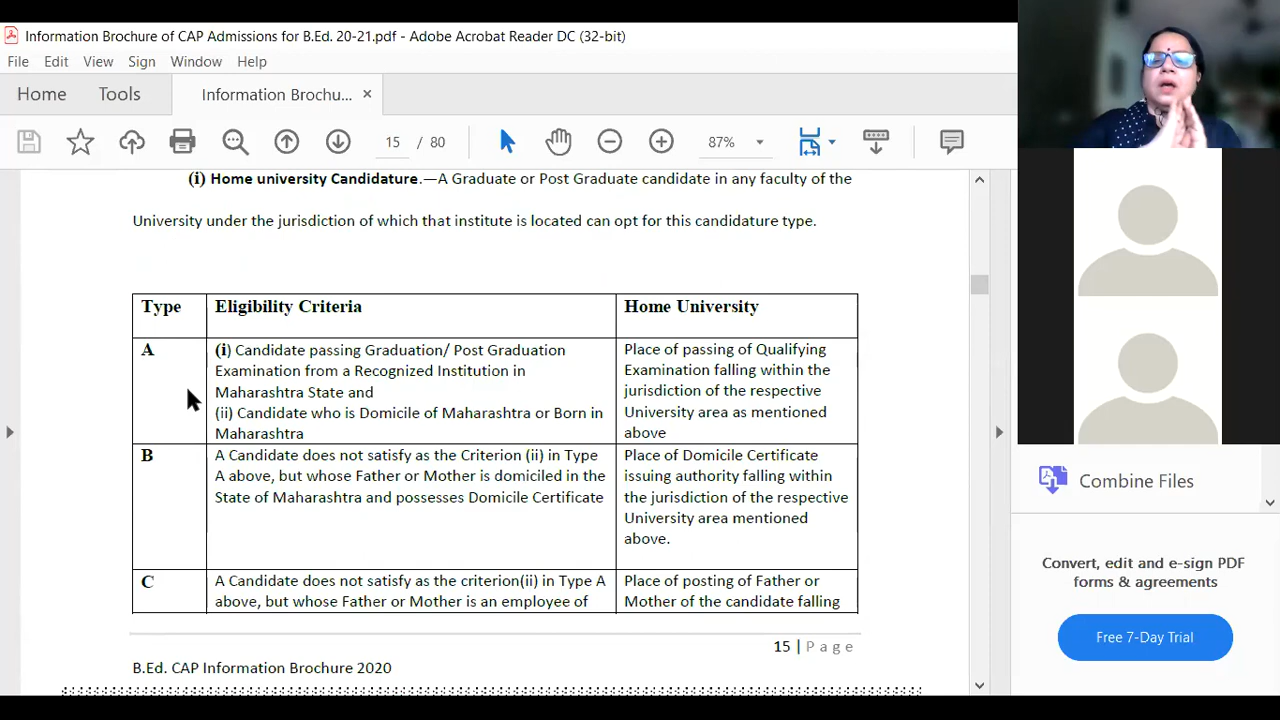 Information Brochure of CAP Admissions for B.Ed. 20-21.pdf - Adobe Acrobat Reader DC (32-bit)
File Edit View Sign Window Help
Home Tools Information Brochu... ×
15 / 80 87%
(i) Home university Candidature.—A Graduate or Post Graduate candidate in any faculty of the
University under the jurisdiction of which that institute is located can opt for this candidature type.
Type Eligibility Criteria Home University
A
(i) Candidate passing Graduation/ Post Graduation
Examination from a Recognized Institution in
Maharashtra State and
(ii) Candidate who is Domicile of Maharashtra or Born in
Maharashtra
Place of passing of Qualifying
Examination falling within the
jurisdiction of the respective
University area as mentioned
above
B
A Candidate does not satisfy as the Criterion (ii) in Type
A above, but whose Father or Mother is domiciled in the
State of Maharashtra and possesses Domicile Certificate
Place of Domicile Certificate
issuing authority falling within
the jurisdiction of the respective
University area mentioned
above.
C
A Candidate does not satisfy as the criterion(ii) in Type A
above, but whose Father or Mother is an employee of
Place of posting of Father or
Mother of the candidate falling
15 | Page
B.Ed. CAP Information Brochure 2020
Combine Files
Convert, edit and e-sign PDF
forms & agreements
Free 7-Day Trial